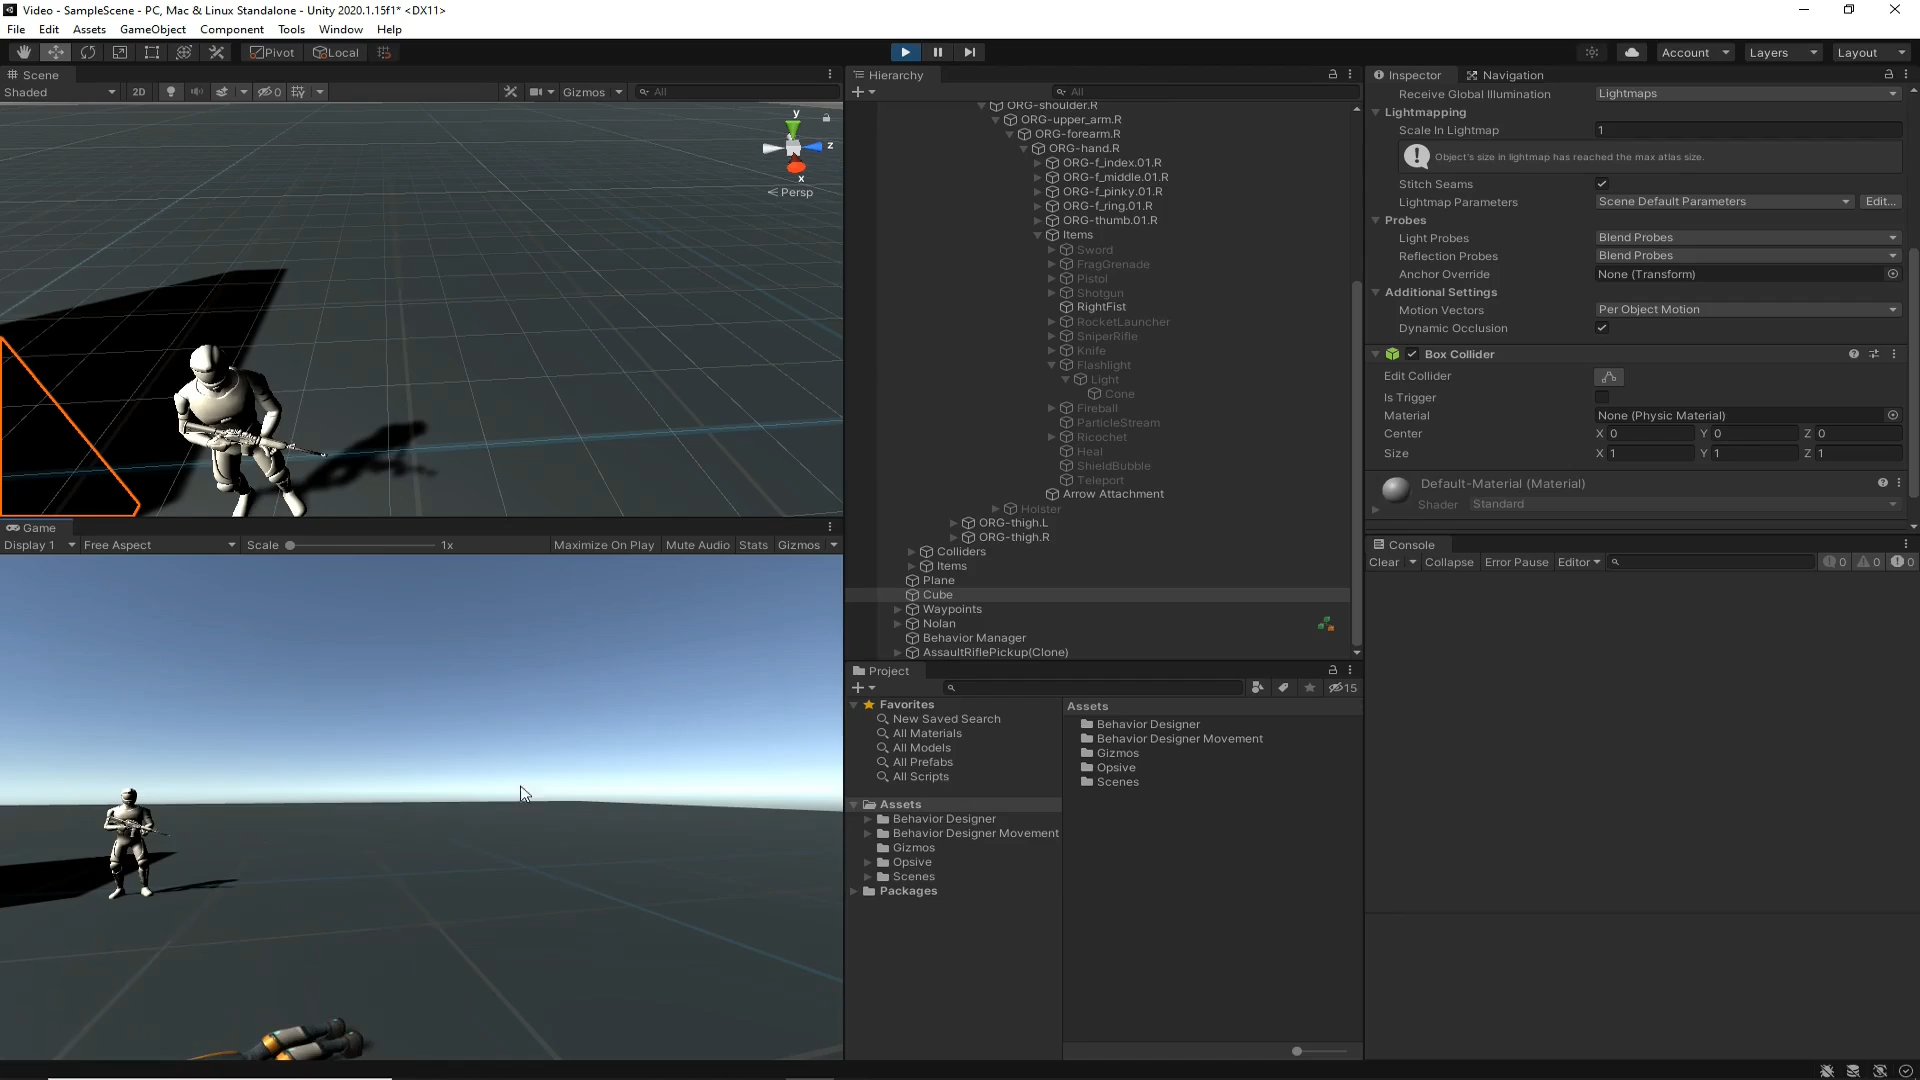 Video - SampleScene - PC, Mac & Linux Standalone - Unity 2020.1.15f1* <DX11>
File Edit Assets GameObject Component Tools Window Help
Pivot Local
Account Layers Layout
Scene
Shaded 2D 0 Gizmos All
y
z
x
Persp
Game
Display 1 Free Aspect Scale 1x Maximize On Play Mute Audio Stats Gizmos
Hierarchy
All
ORG-shoulder.R
ORG-upper_arm.R
ORG-forearm.R
ORG-hand.R
ORG-f_index.01.R
ORG-f_middle.01.R
ORG-f_pinky.01.R
ORG-f_ring.01.R
ORG-thumb.01.R
Items
Sword
FragGrenade
Pistol
Shotgun
RightFist
RocketLauncher
SniperRifle
Knife
Flashlight
Light
Cone
Fireball
ParticleStream
Ricochet
Heal
ShieldBubble
Teleport
Arrow Attachment
Holster
ORG-thigh.L
ORG-thigh.R
Colliders
Items
Plane
Cube
Waypoints
Nolan
Behavior Manager
AssaultRiflePickup(Clone)
Project
15
Favorites
New Saved Search
All Materials
All Models
All Prefabs
All Scripts
Assets
Behavior Designer
Behavior Designer Movement
Gizmos
Opsive
Scenes
Packages
Assets
Behavior Designer
Behavior Designer Movement
Gizmos
Opsive
Scenes
Inspector Navigation
Receive Global Illumination Lightmaps
Lightmapping
Scale In Lightmap 1
Object's size in lightmap has reached the max atlas size.
Stitch Seams
Lightmap Parameters Scene Default Parameters Edit...
Probes
Light Probes Blend Probes
Reflection Probes Blend Probes
Anchor Override None (Transform)
Additional Settings
Motion Vectors Per Object Motion
Dynamic Occlusion
Box Collider
Edit Collider
Is Trigger
Material None (Physic Material)
Center X 0 Y 0 Z 0
Size X 1 Y 1 Z 1
Default-Material (Material)
Shader Standard
Console
Clear Collapse Error Pause Editor 0 0 0